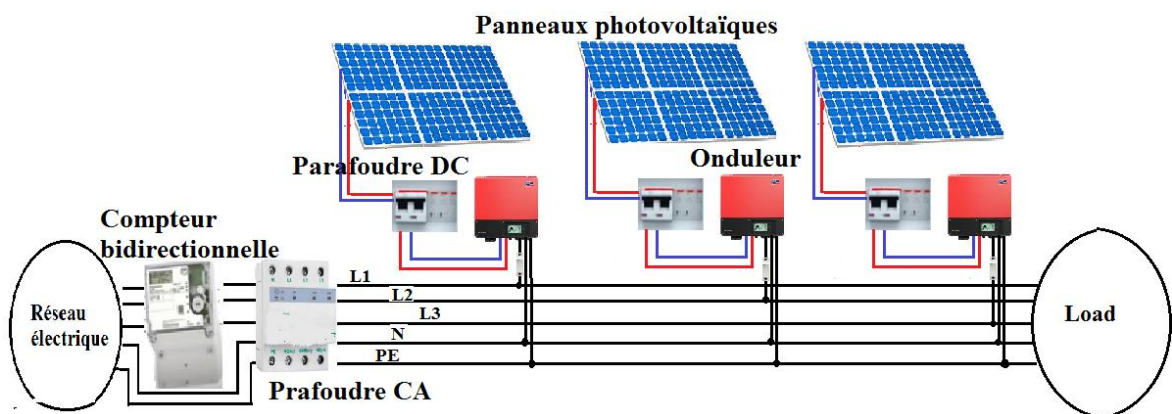 Panneaux photovoltaïques
Parafoudre DC
Onduleur
Compteur
bidirectionnelle
L1
L2
L3
N
PE
Réseau
électrique
Load
Prafoudre CA